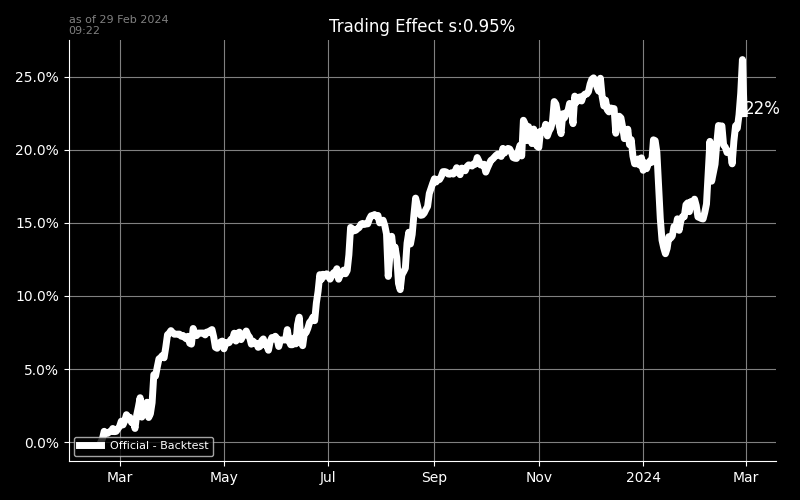 as of 29 Feb 2024
09:22
Trading Effect s:0.95%
25.0%
20.0%
15.0%
10.0%
5.0%
0.0%
22%
Official - Backtest
Mar
May
Jul
Sep
Nov
2024
Mar